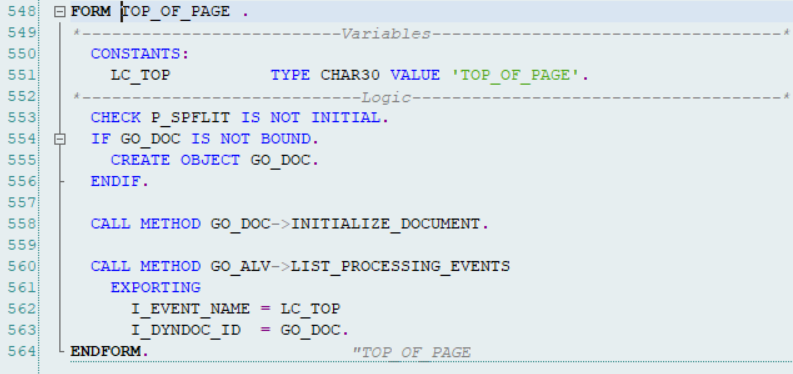 548 FORM TOP_OF_PAGE .
549 *-------------------------Variables----------------------------------*
550 CONSTANTS:
551 LC_TOP TYPE CHAR30 VALUE 'TOP_OF_PAGE'.
552 *---------------------------Logic------------------------------------*
553 CHECK P_SPFLIT IS NOT INITIAL.
554 IF GO_DOC IS NOT BOUND.
555 CREATE OBJECT GO_DOC.
556 ENDIF.
557
558 CALL METHOD GO_DOC->INITIALIZE_DOCUMENT.
559
560 CALL METHOD GO_ALV->LIST_PROCESSING_EVENTS
561 EXPORTING
562 I_EVENT_NAME = LC_TOP
563 I_DYNDOC_ID = GO_DOC.
564 ENDFORM. "TOP_OF_PAGE